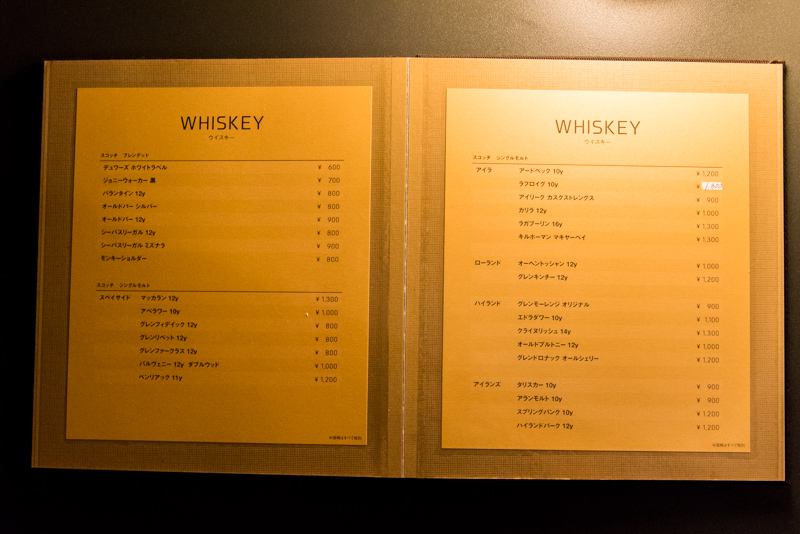 WHISKEY
ウイスキー
スコッチ ブレンデット
デュワーズ ホワイトラベル ¥ 600
ジョニーウォーカー 黒 ¥ 700
バランタイン 12y ¥ 800
オールドパー シルバー ¥ 800
オールドパー 12y ¥ 900
シーバスリーガル 12y ¥ 800
シーバスリーガル ミズナラ ¥ 900
モンキーショルダー ¥ 800
スコッチ シングルモルト
スペイサイド マッカラン 12y ¥ 1,300
アベラワー 10y ¥ 1,000
グレンフィディック 12y ¥ 800
グレンリベット 12y ¥ 800
グレンファークラス 12y ¥ 800
バルヴェニー 12y ダブルウッド ¥ 1,000
ベンリアック 11y ¥ 1,200
※価格はすべて税別
WHISKEY
ウイスキー
スコッチ シングルモルト
アイラ アードベック 10y ¥ 1,200
ラフロイグ 10y ¥
アイリーク カスクストレングス ¥ 900
カリラ 12y ¥ 1,000
ラガブーリン 16y ¥ 1,300
キルホーマン マキヤーベイ ¥ 1,300
ローランド オーヘントッシャン 12y ¥ 1,000
グレンキンチー 12y ¥ 1,200
ハイランド グレンモーレンジ オリジナル ¥ 900
エドラダワー 10y ¥ 1,100
クライヌリッシュ 14y ¥ 1,300
オールドプルトニー 12y ¥ 1,000
グレンドロナック オールシェリー ¥ 1,200
アイランズ タリスカー 10y ¥ 900
アランモルト 10y ¥ 900
スプリングバンク 10y ¥ 1,200
ハイランドパーク 12y ¥ 1,200
※価格はすべて税別